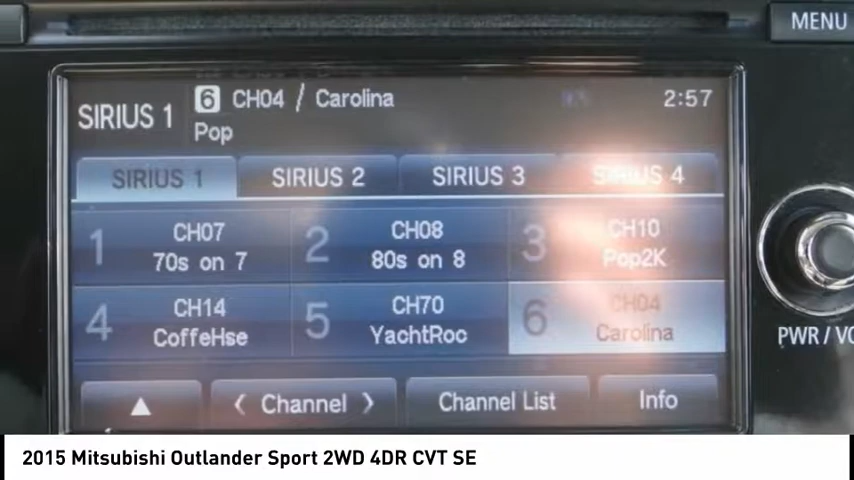 MENU
SIRIUS 1 6 CH04 / Carolina 2:57
Pop
SIRIUS 1 SIRIUS 2 SIRIUS 3 SIRIUS 4
1 CH07 2 CH08 3 CH10
70s on 7 80s on 8 Pop2K
4 CH14 5 CH70 6 CH04
CoffeHse YachtRoc Carolina
PWR / VO
▲ < Channel > Channel List Info
2015 Mitsubishi Outlander Sport 2WD 4DR CVT SE